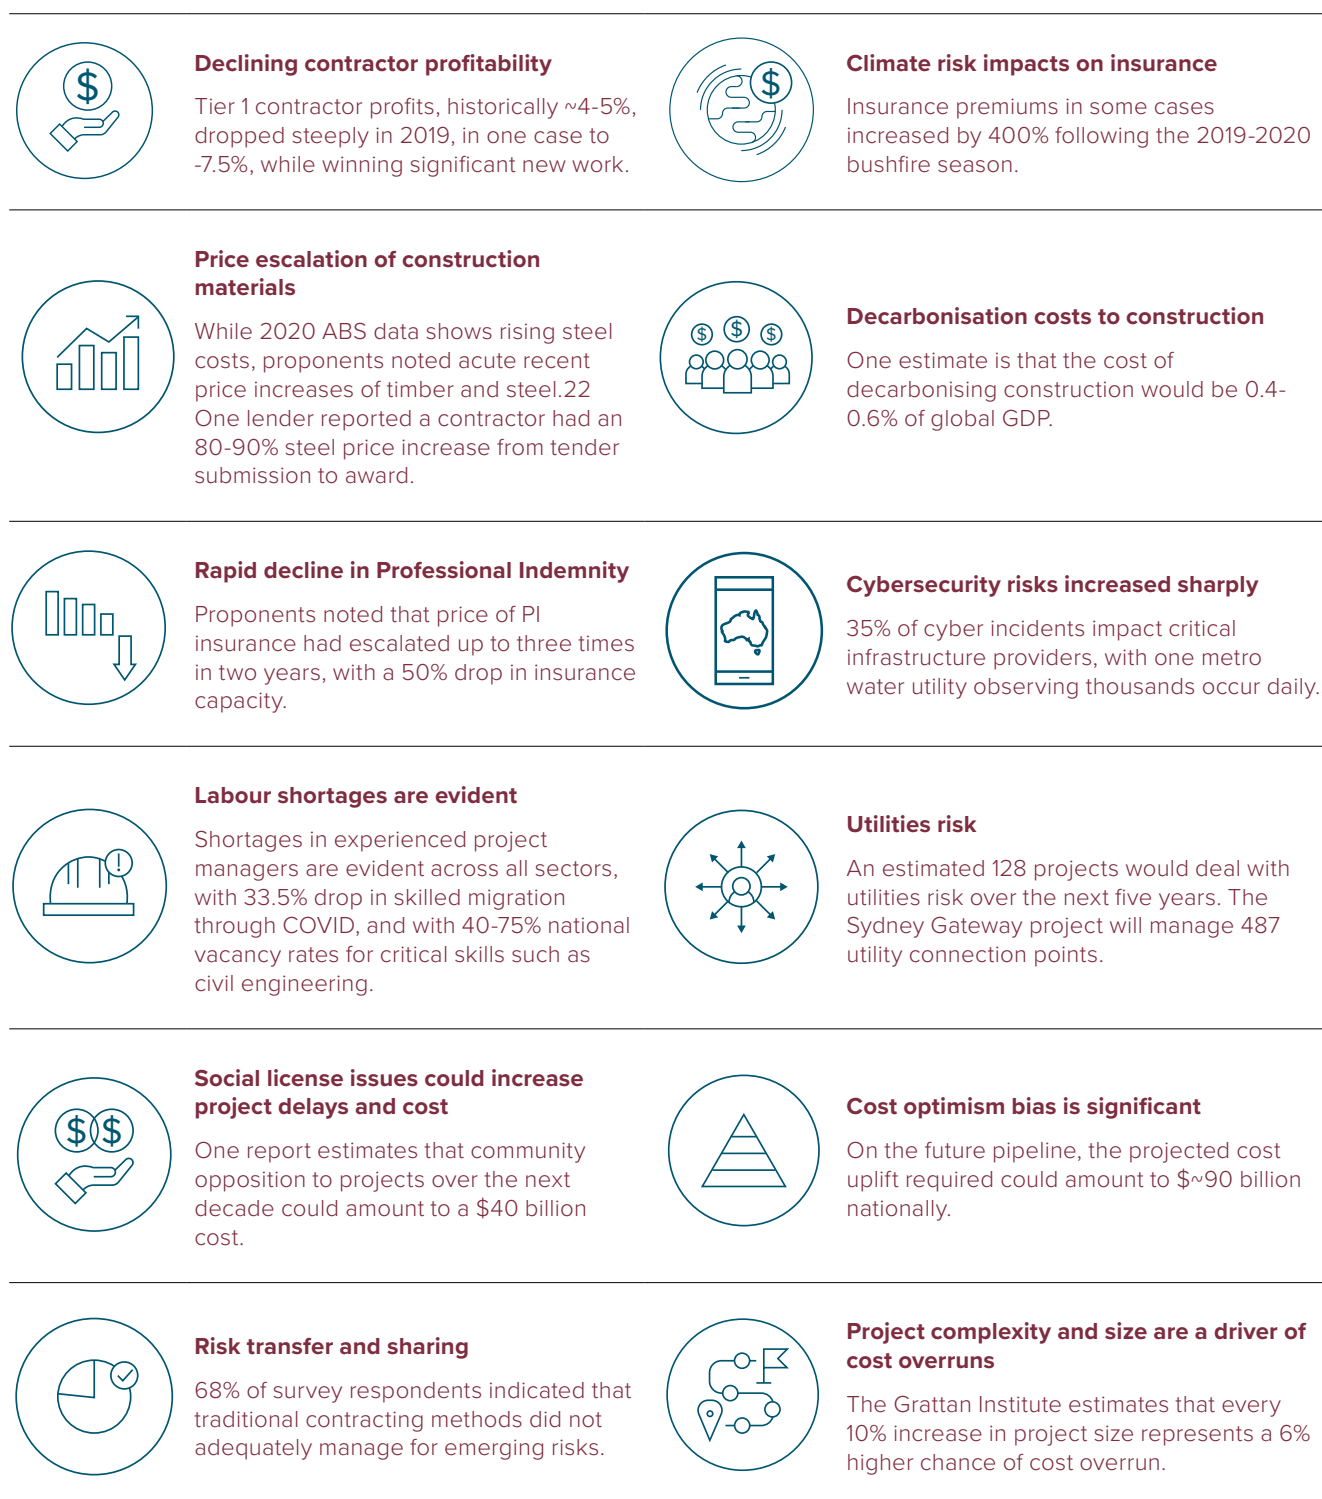 $
Declining contractor profitability
Tier 1 contractor profits, historically ~4-5%,
dropped steeply in 2019, in one case to
-7.5%, while winning significant new work.
$
Climate risk impacts on insurance
Insurance premiums in some cases
increased by 400% following the 2019-2020
bushfire season.
Price escalation of construction
materials
While 2020 ABS data shows rising steel
costs, proponents noted acute recent
price increases of timber and steel.22
One lender reported a contractor had an
80-90% steel price increase from tender
submission to award.
$ $ $
Decarbonisation costs to construction
One estimate is that the cost of
decarbonising construction would be 0.4-
0.6% of global GDP.
Rapid decline in Professional Indemnity
Proponents noted that price of PI
insurance had escalated up to three times
in two years, with a 50% drop in insurance
capacity.
Cybersecurity risks increased sharply
35% of cyber incidents impact critical
infrastructure providers, with one metro
water utility observing thousands occur daily.
!
Labour shortages are evident
Shortages in experienced project
managers are evident across all sectors,
with 33.5% drop in skilled migration
through COVID, and with 40-75% national
vacancy rates for critical skills such as
civil engineering.
Utilities risk
An estimated 128 projects would deal with
utilities risk over the next five years. The
Sydney Gateway project will manage 487
utility connection points.
$ $
Social license issues could increase
project delays and cost
One report estimates that community
opposition to projects over the next
decade could amount to a $40 billion
cost.
Cost optimism bias is significant
On the future pipeline, the projected cost
uplift required could amount to $~90 billion
nationally.
Risk transfer and sharing
68% of survey respondents indicated that
traditional contracting methods did not
adequately manage for emerging risks.
Project complexity and size are a driver of
cost overruns
The Grattan Institute estimates that every
10% increase in project size represents a 6%
higher chance of cost overrun.